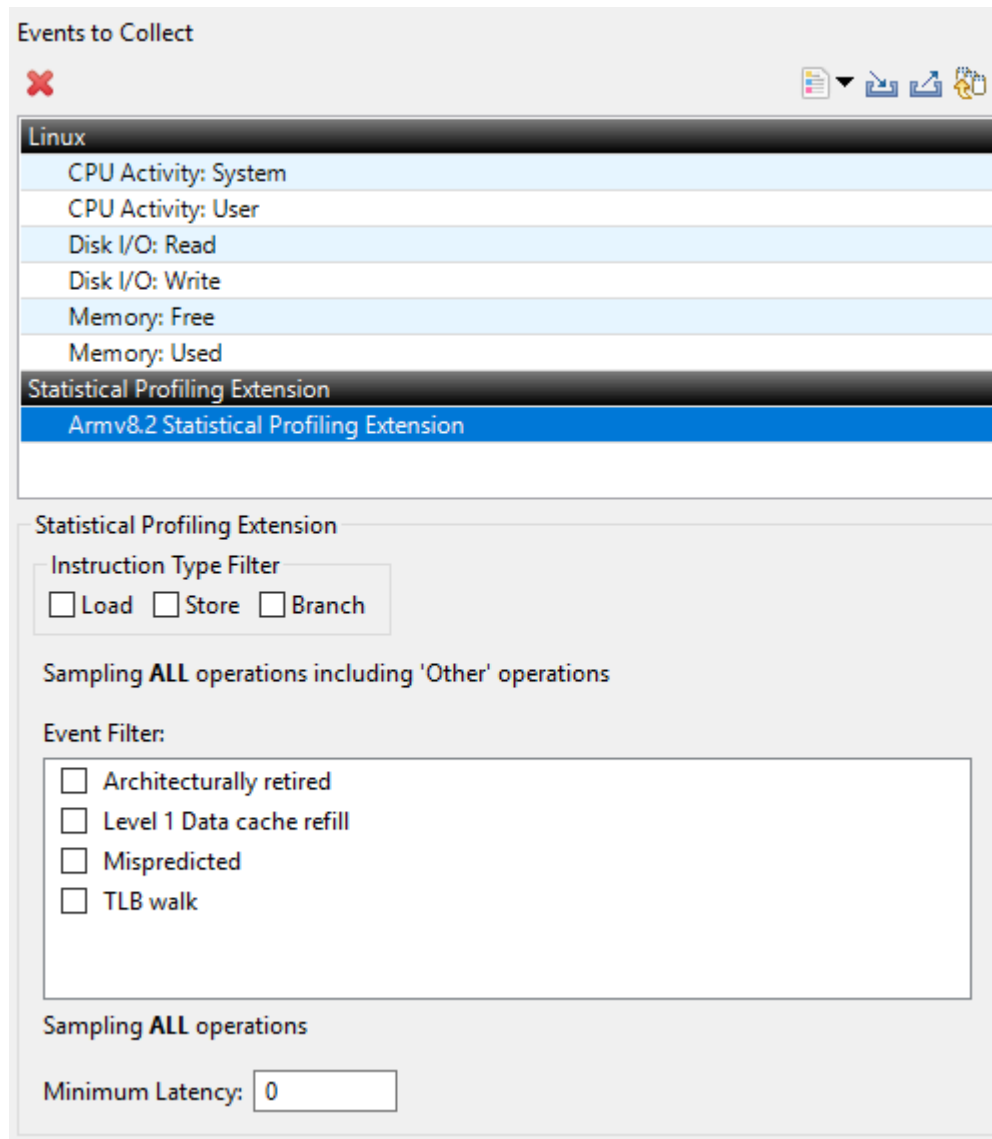 Events to Collect
Linux
CPU Activity: System
CPU Activity: User
Disk I/O: Read
Disk I/O: Write
Memory: Free
Memory: Used
Statistical Profiling Extension
Armv8.2 Statistical Profiling Extension
Statistical Profiling Extension
Instruction Type Filter
Load Store Branch
Sampling ALL operations including 'Other' operations
Event Filter:
Architecturally retired
Level 1 Data cache refill
Mispredicted
TLB walk
Sampling ALL operations
Minimum Latency: 0